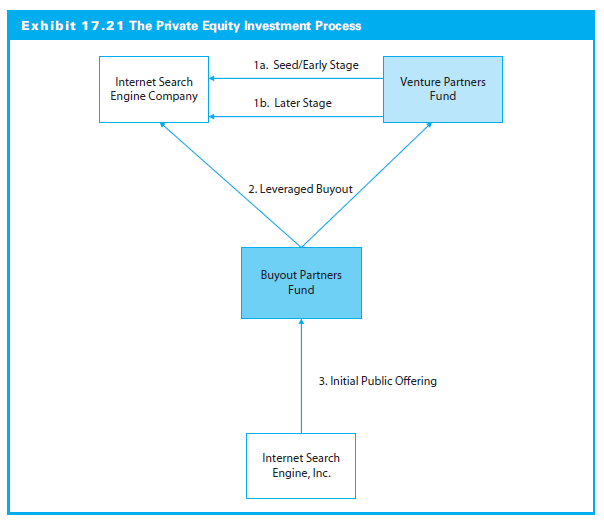 Exhibit 17.21 The Private Equity Investment Process
1a. Seed/Early Stage
Internet Search
Engine Company
Venture Partners
Fund
1b. Later Stage
2. Leveraged Buyout
Buyout Partners
Fund
3. Initial Public Offering
Internet Search
Engine, Inc.